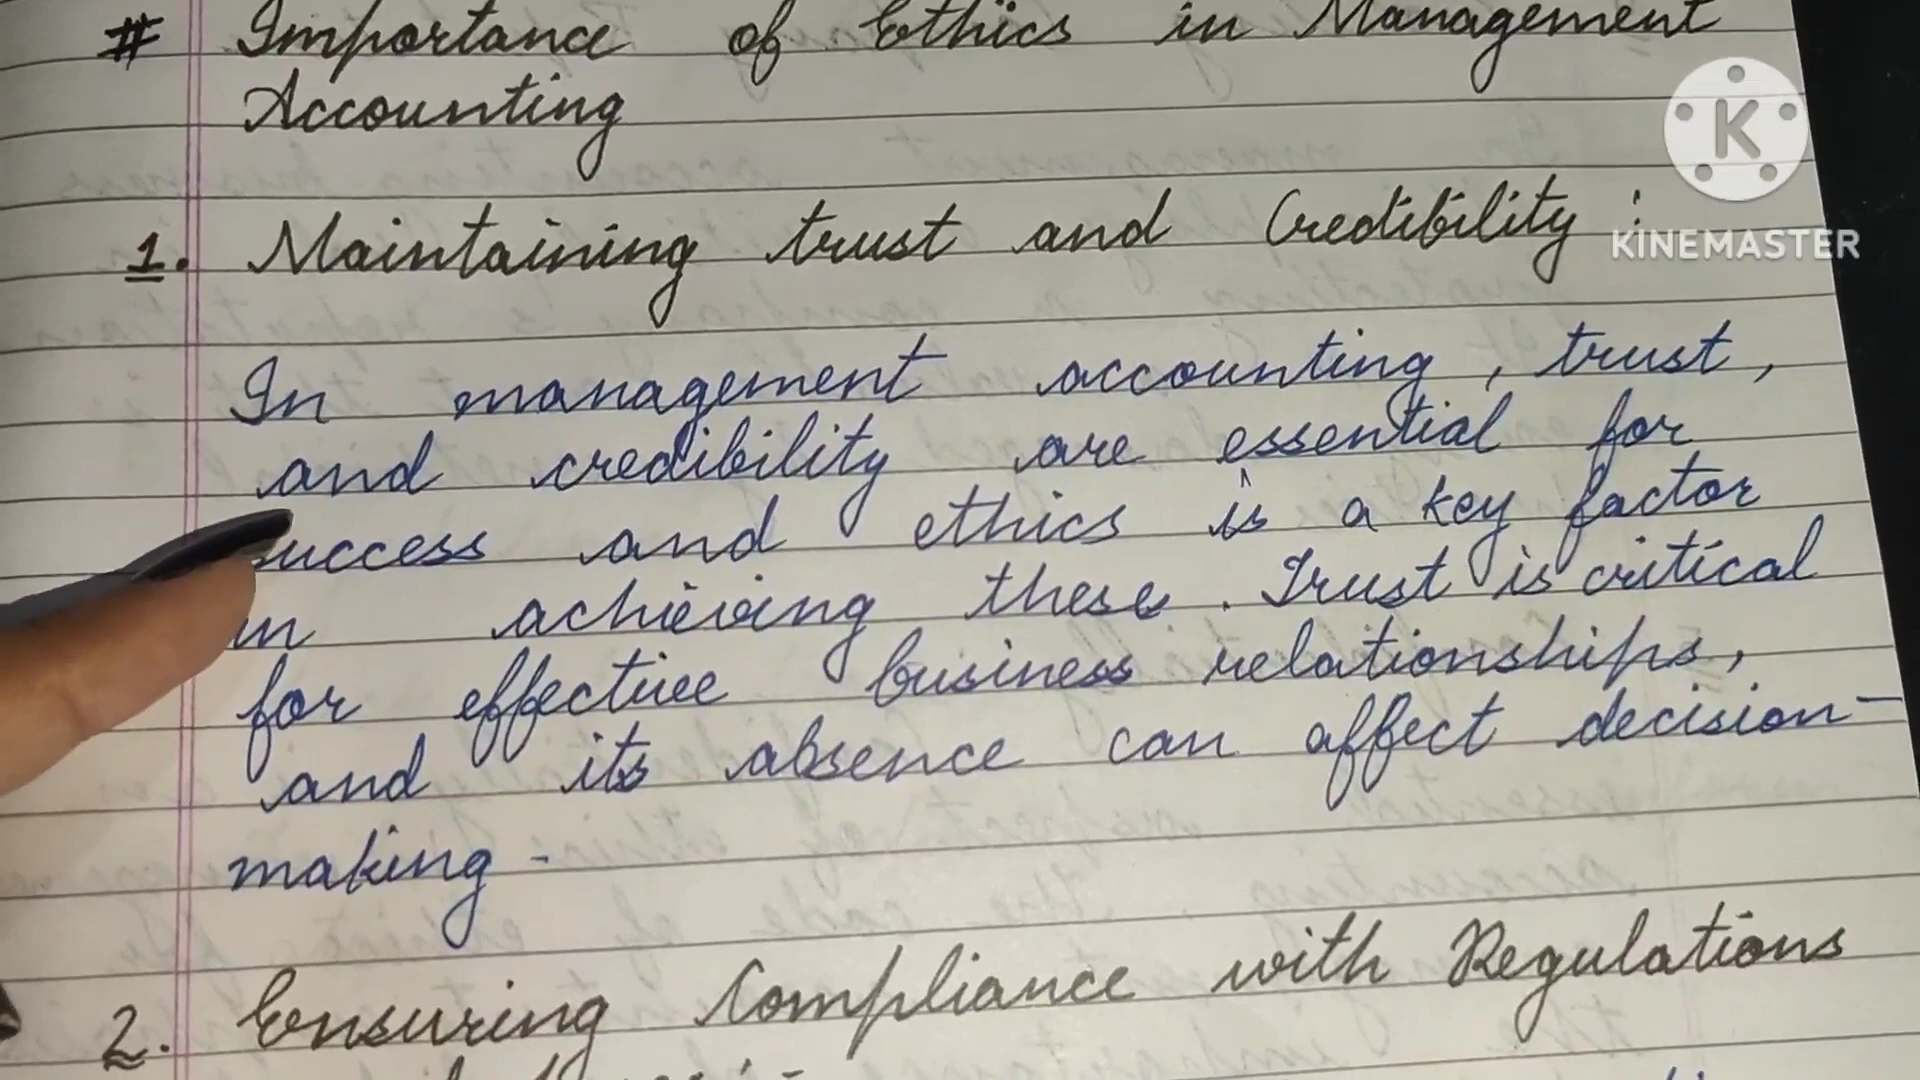 # Importance of Ethics in Management
Accounting
1. Maintaining trust and Credibility :
In management accounting, trust,
and credibility are essential for
success and ethics is a key factor
in achieving these. Trust is critical
for effective business relationships,
and its absence can affect decision-
making -
2. Ensuring Compliance with Regulations
K
KINEMASTER